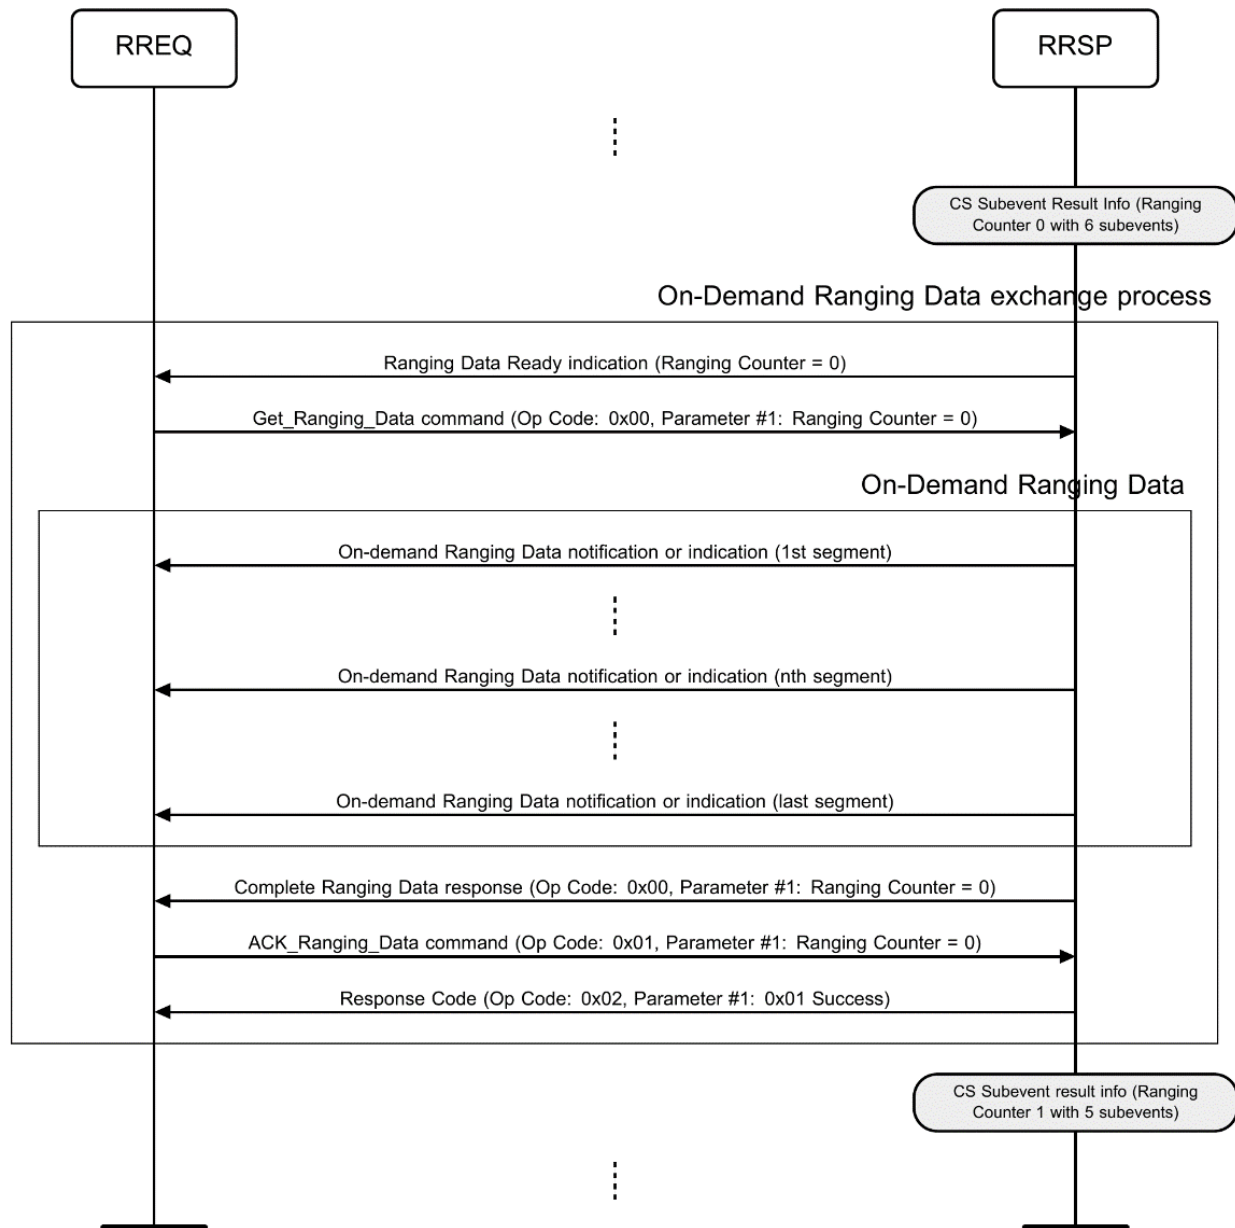 RREQ
RRSP
CS Subevent Result Info (Ranging
Counter 0 with 6 subevents)
On-Demand Ranging Data exchange process
Ranging Data Ready indication (Ranging Counter = 0)
Get_Ranging_Data command (Op Code: 0x00, Parameter #1: Ranging Counter = 0)
On-Demand Ranging Data
On-demand Ranging Data notification or indication (1st segment)
On-demand Ranging Data notification or indication (nth segment)
On-demand Ranging Data notification or indication (last segment)
Complete Ranging Data response (Op Code: 0x00, Parameter #1: Ranging Counter = 0)
ACK_Ranging_Data command (Op Code: 0x01, Parameter #1: Ranging Counter = 0)
Response Code (Op Code: 0x02, Parameter #1: 0x01 Success)
CS Subevent result info (Ranging
Counter 1 with 5 subevents)